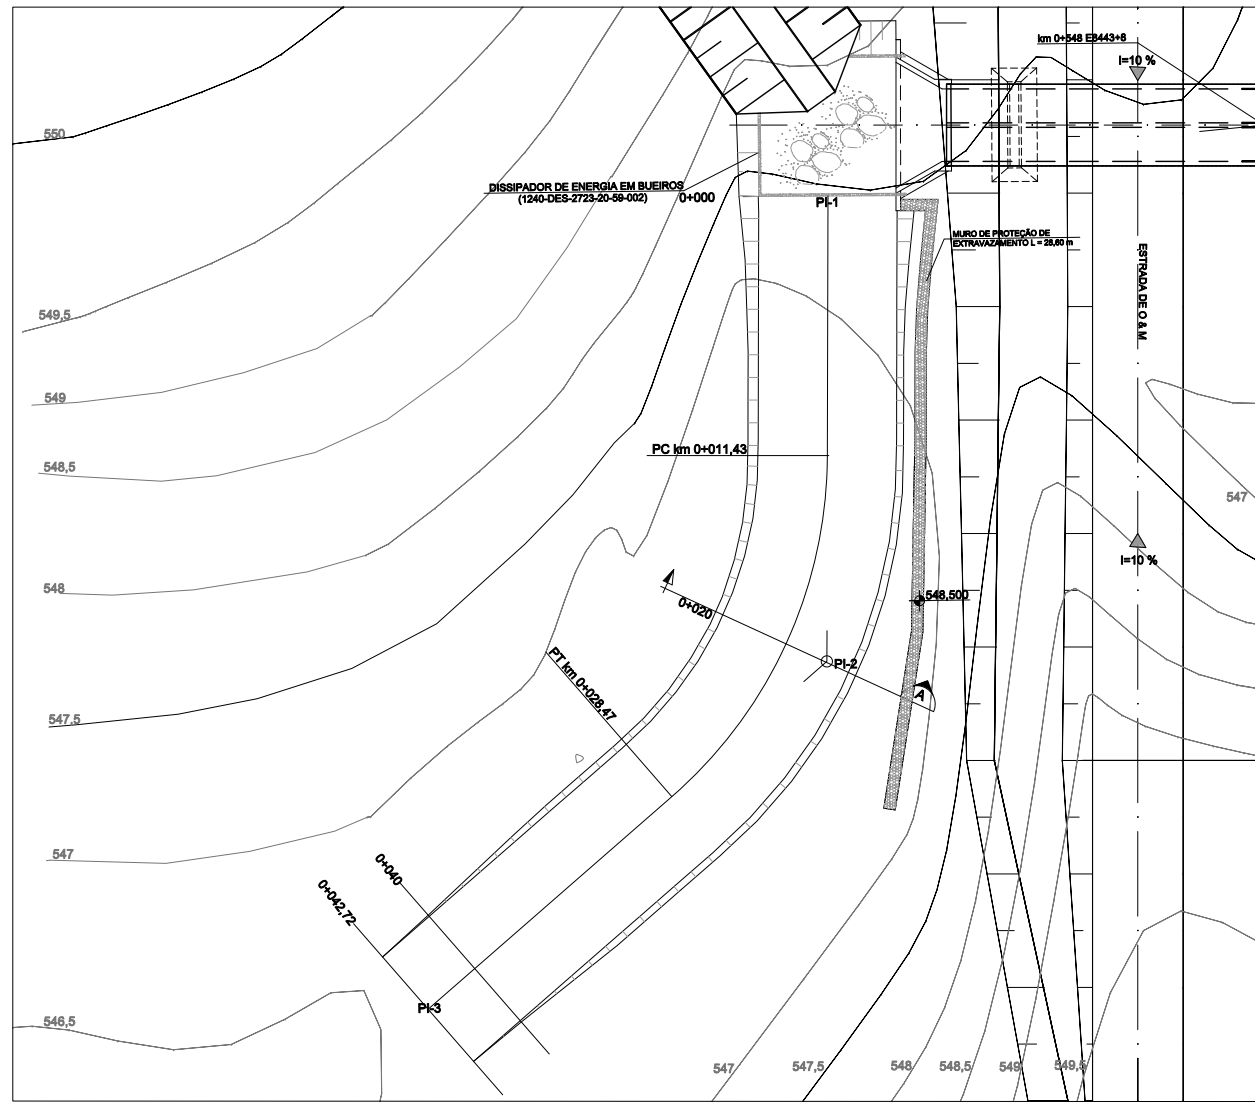 km 0+548 E8443+8
I=10 %
550
DISSIPADOR DE ENERGIA EM BUEIROS
(1240-DES-2723-20-59-002)
0+000
PI-1
MURO DE PROTEÇÃO DE
EXTRAVAZAMENTO L = 28,60 m
ESTRADA DE O & M
549,5
549
PC km 0+011,43
548,5
547
I=10 %
548
0+020
548,500
PI-2
PT km 0+028,47
A
547,5
547
0+040
0+042,72
PI-3
546,5
547
547,5
548
548,5
549
549,5